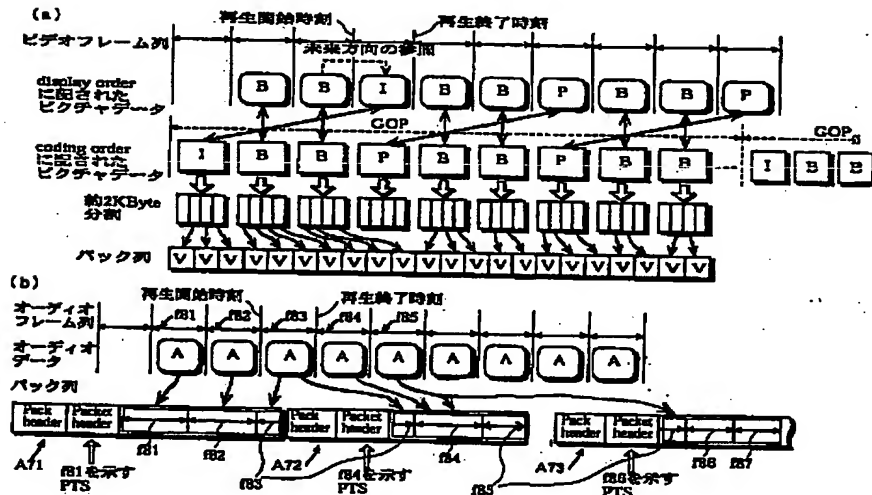 (a)
再生開始時刻
再生終了時刻
ビデオフレーム列
未来方向の参照
display order
に配された
ピクチャデータ
B B I B B P B B P
GOP
GOP
coding order
に配された
ピクチャデータ
I B B P B B P B B I B B
約2KByte
分割
パック列
V V V V V V V V V V V V V V V V V V V V
(b)
再生開始時刻
再生終了時刻
オーディオ
フレーム列
f81 f82 f83 f84 f85
オーディオ
データ
A A A A A A A A A
パック列
Pack header
Packet header
f81 f82
Pack header
Packet header
f84
Pack header
Packet header
f86 f87
A71
f81を示す
PTS
f83
A72
f84を示す
PTS
f85
A73
f86を示す
PTS